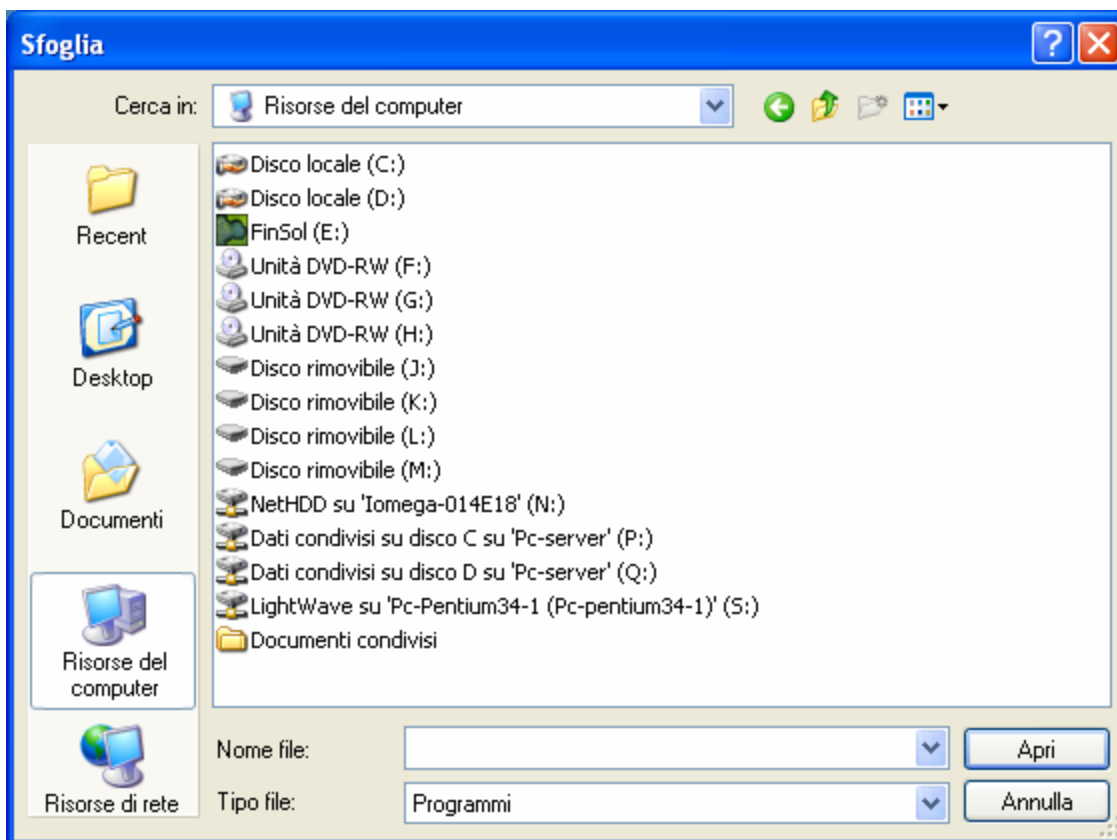 Sfoglia
Cerca in:
Risorse del computer
Recent
Desktop
Documenti
Risorse del
computer
Risorse di rete
Disco locale (C:)
Disco locale (D:)
FinSol (E:)
Unità DVD-RW (F:)
Unità DVD-RW (G:)
Unità DVD-RW (H:)
Disco rimovibile (J:)
Disco rimovibile (K:)
Disco rimovibile (L:)
Disco rimovibile (M:)
NetHDD su 'Iomega-014E18' (N:)
Dati condivisi su disco C su 'Pc-server' (P:)
Dati condivisi su disco D su 'Pc-server' (Q:)
LightWave su 'Pc-Pentium34-1 (Pc-pentium34-1)' (S:)
Documenti condivisi
Nome file:
Apri
Tipo file:
Programmi
Annulla